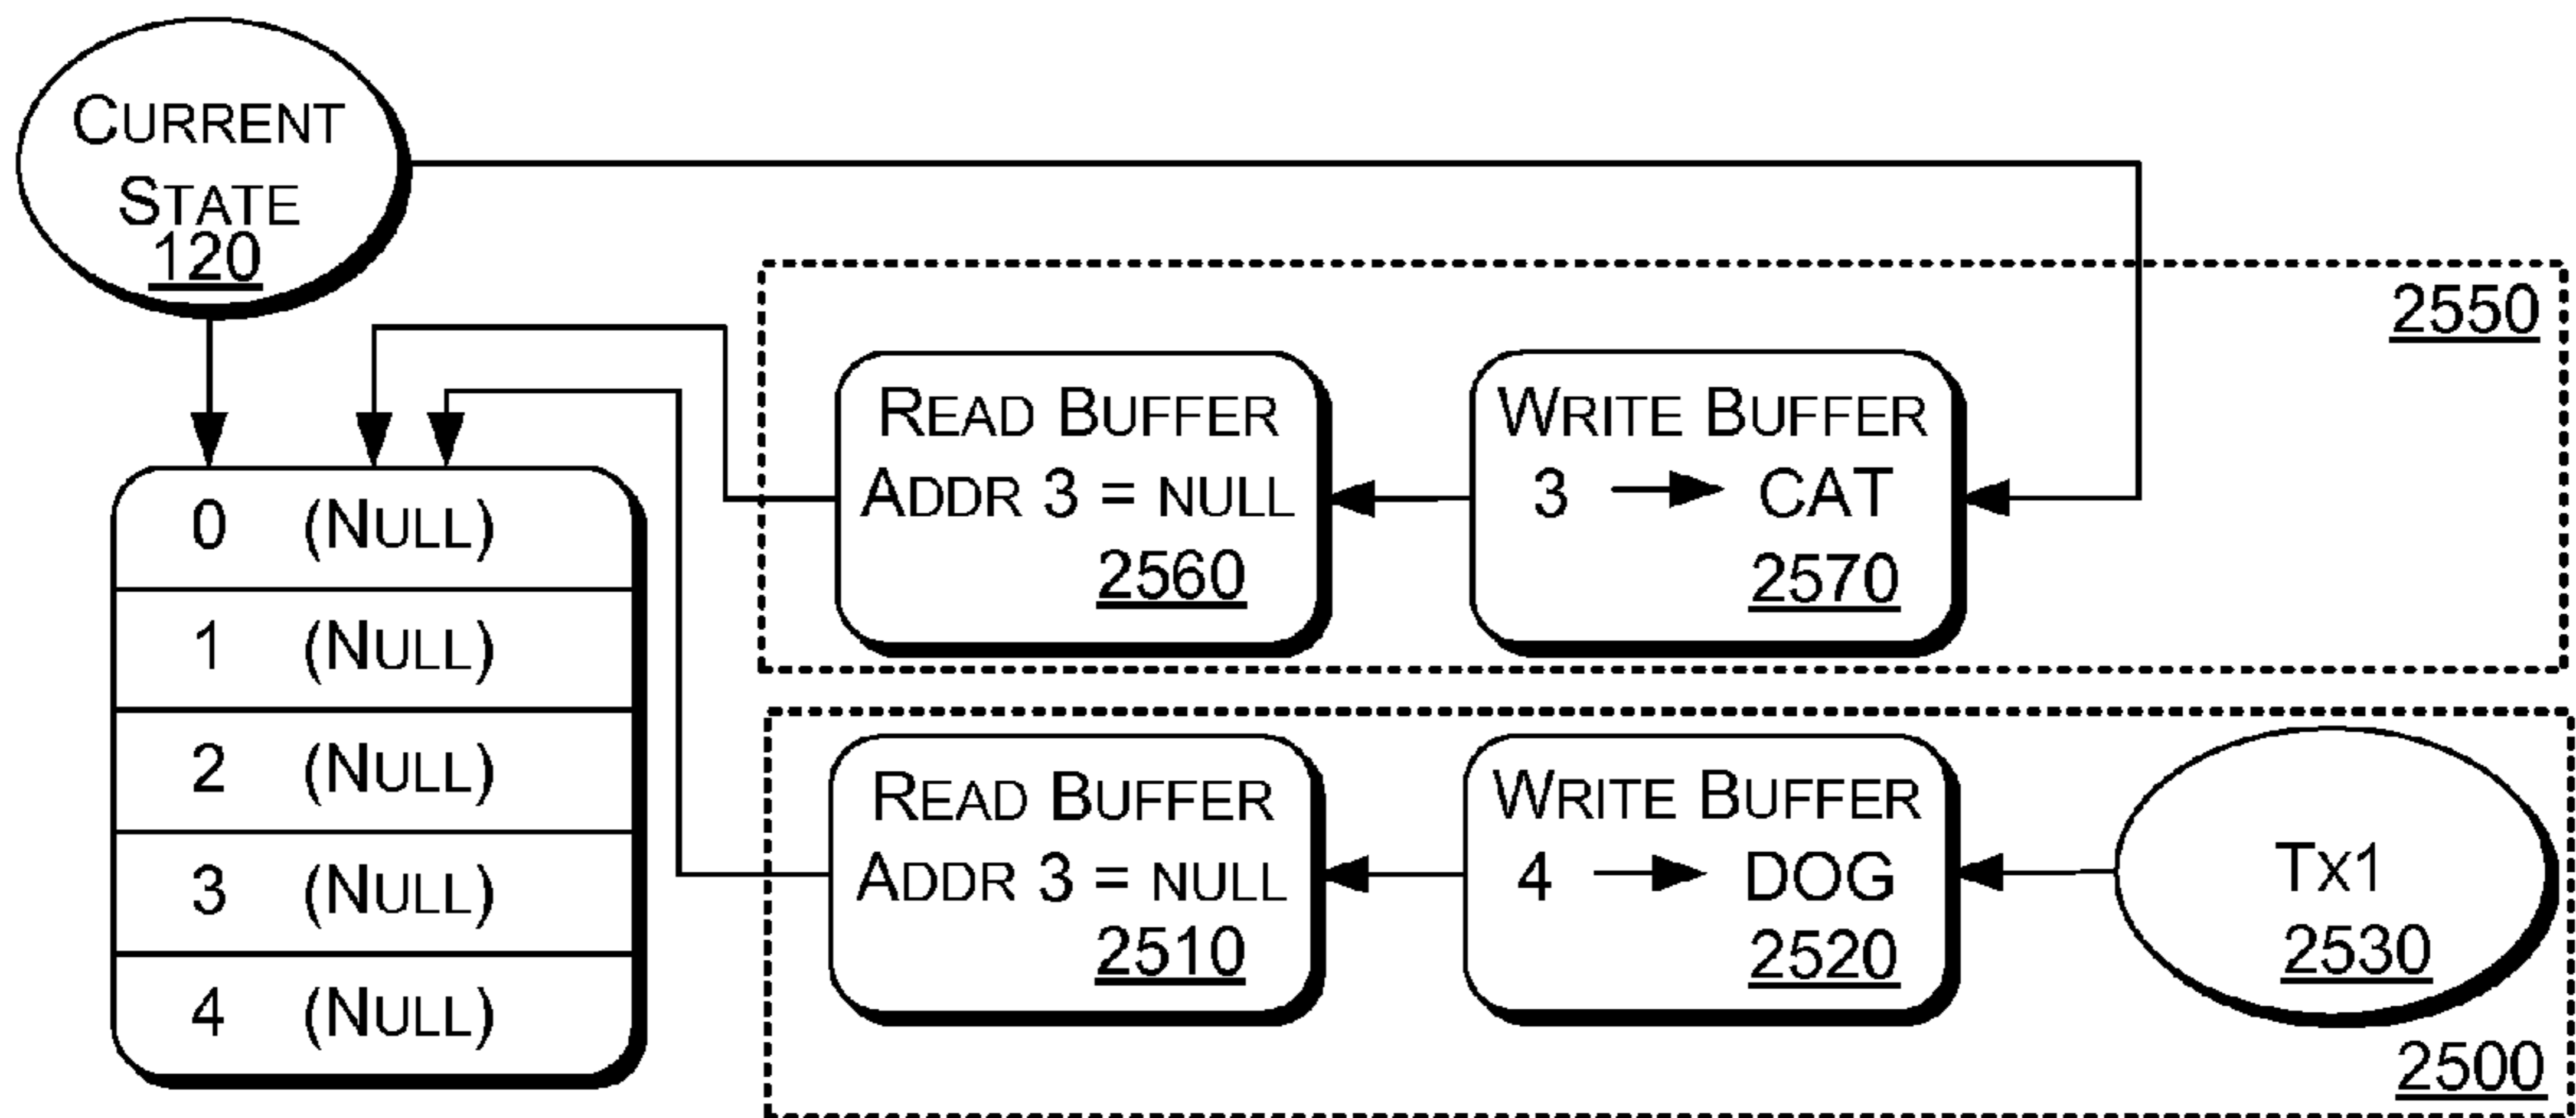 CURRENT
STATE
120
2550
READ BUFFER
ADDR 3 = NULL
2560
WRITE BUFFER
3 → CAT
2570
0 (NULL)
1 (NULL)
2 (NULL)
3 (NULL)
4 (NULL)
READ BUFFER
ADDR 3 = NULL
2510
WRITE BUFFER
4 → DOG
2520
TX1
2530
2500